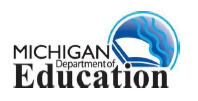 MICHIGAN
Department of
Education